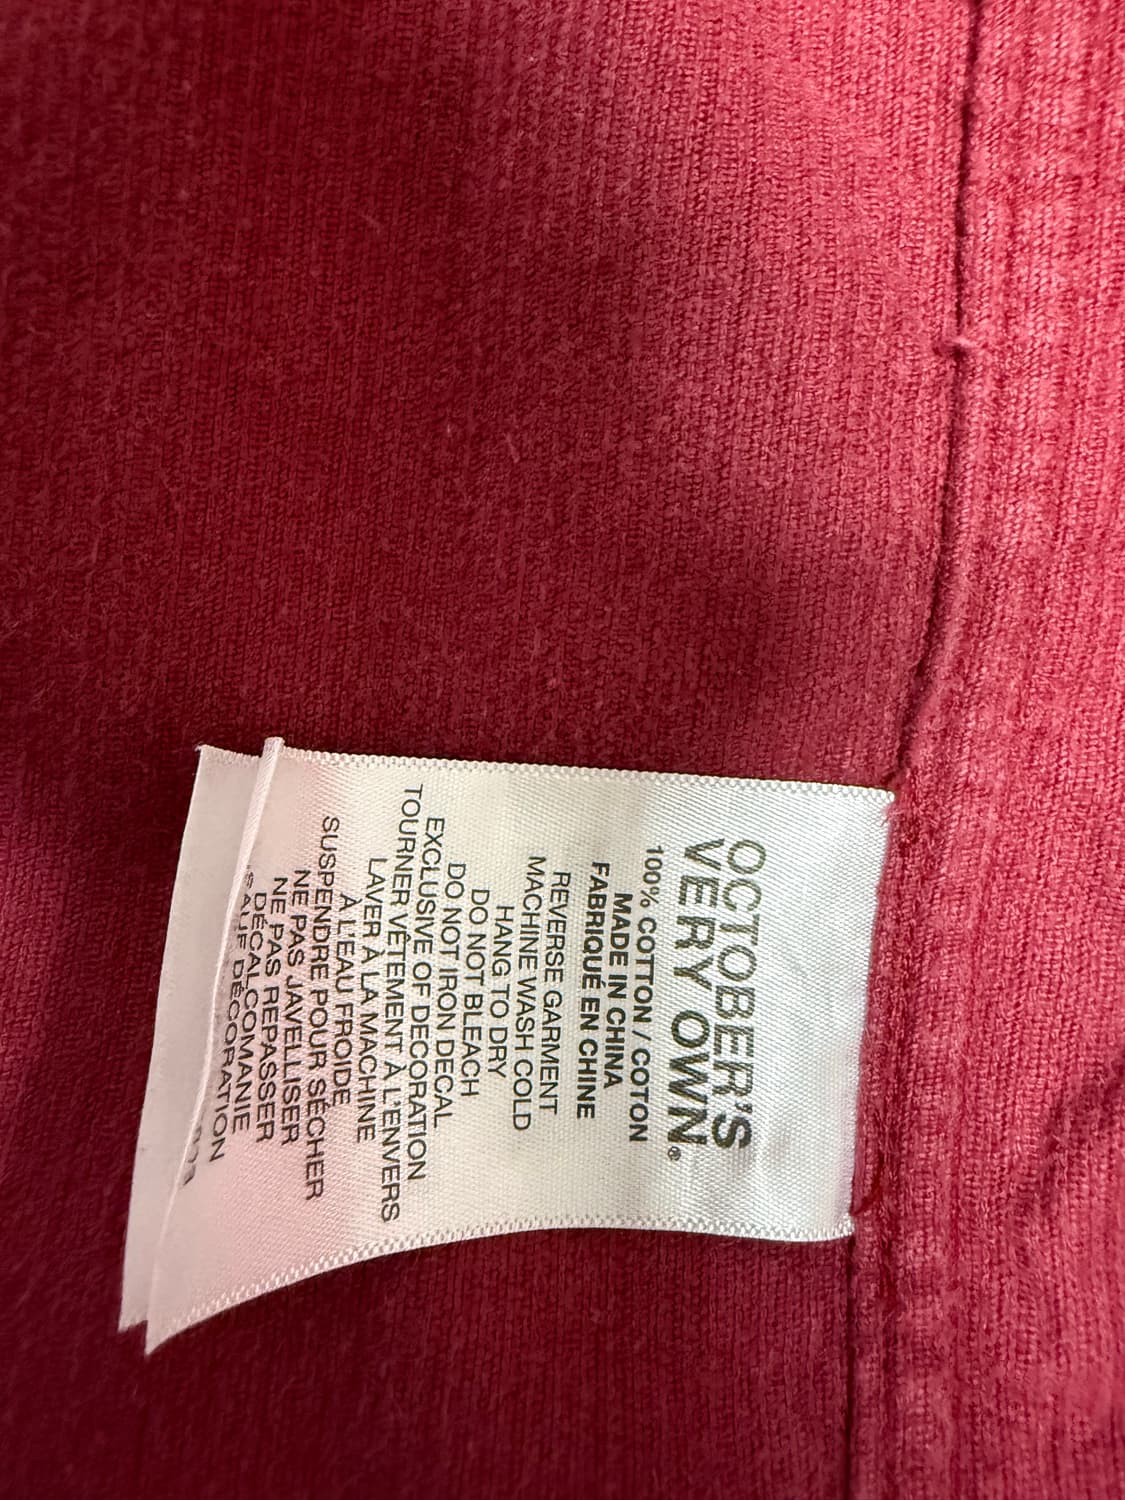 OCTOBER'S
VERY OWN®
100% COTTON / COTON
MADE IN CHINA
FABRIQUÉ EN CHINE
REVERSE GARMENT
MACHINE WASH COLD
HANG TO DRY
DO NOT BLEACH
DO NOT IRON DECAL
EXCLUSIVE OF DECORATION
TOURNER VÊTEMENT À L'ENVERS
LAVER À LA MACHINE
À L'EAU FROIDE
SUSPENDRE POUR SÉCHER
NE PAS JAVELLISER
NE PAS REPASSER
DÉCALCOMANIE
SAUF DÉCORATION